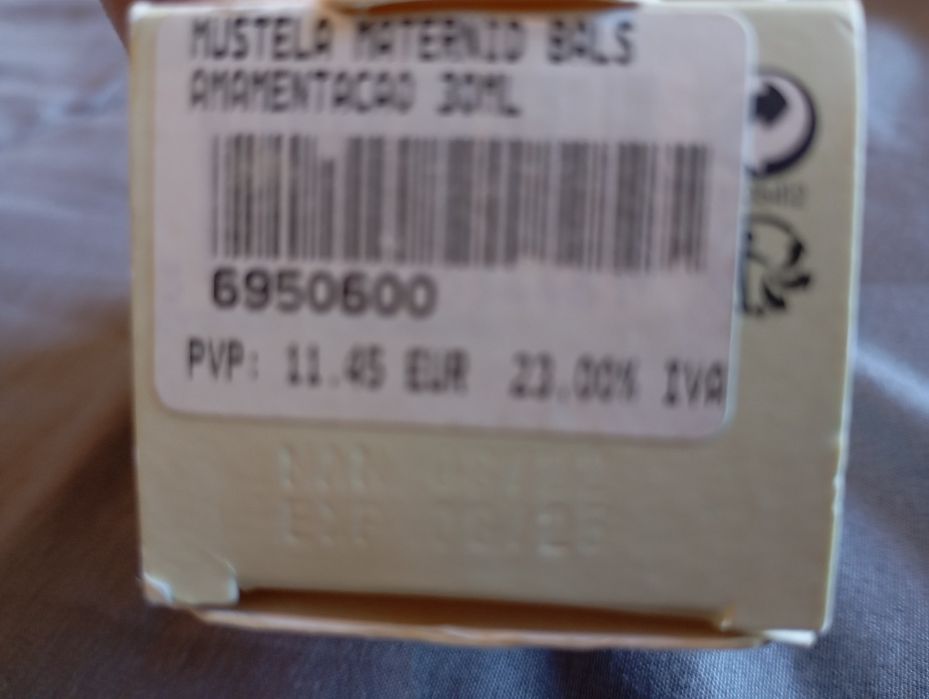 MUSTELA MATERNID BALS
AMAMENTACAO 30ML
6950600
PVP: 11.45 EUR 23.00% IVA